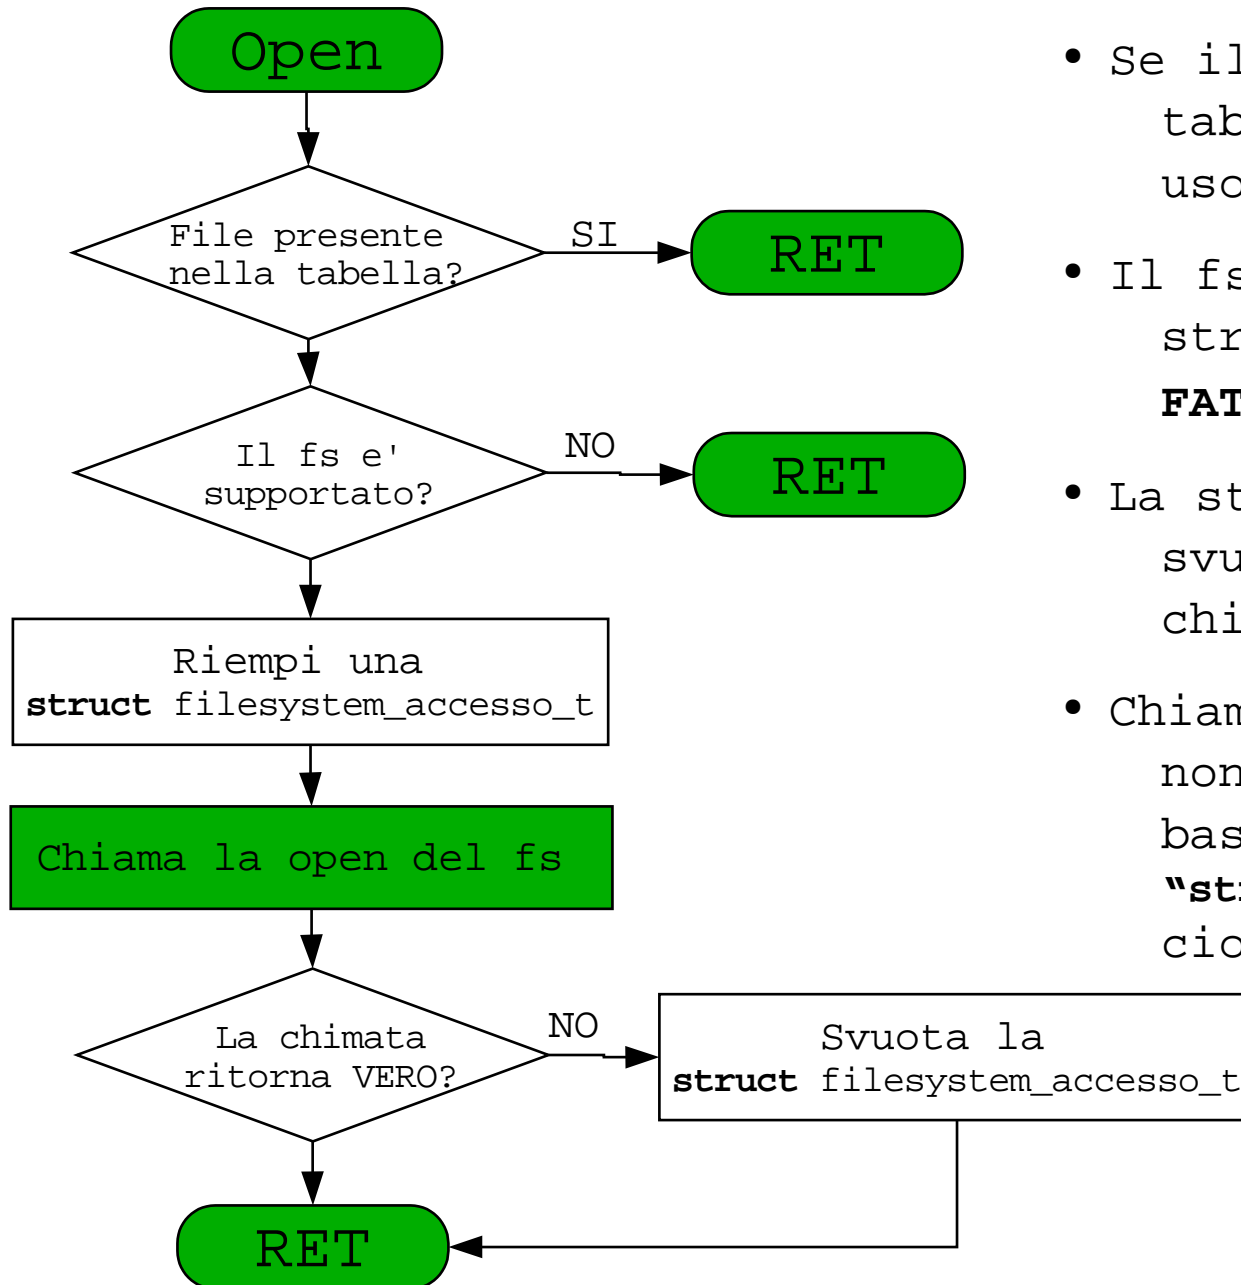 Open
File presente
nella tabella?
SI
RET
Il fs e'
supportato?
NO
RET
Riempi una
struct filesystem_accesso_t
Chiama la open del fs
La chimata
ritorna VERO?
NO
Svuota la
struct filesystem_accesso_t
RET
• Se il
tab
uso
• Il fs
str
FAT
• La st
svu
chi
• Chiam
non
bas
“str
cio